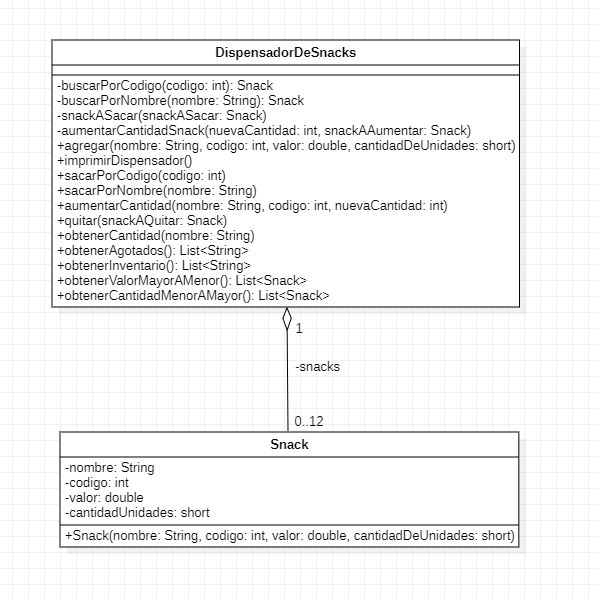 DispensadorDeSnacks
-buscarPorCodigo(codigo: int): Snack
-buscarPorNombre(nombre: String): Snack
-snackASacar(snackASacar: Snack)
-aumentarCantidadSnack(nuevaCantidad: int, snackAAumentar: Snack)
+agregar(nombre: String, codigo: int, valor: double, cantidadDeUnidades: short)
+imprimirDispensador()
+sacarPorCodigo(codigo: int)
+sacarPorNombre(nombre: String)
+aumentarCantidad(nombre: String, codigo: int, nuevaCantidad: int)
+quitar(snackAQuitar: Snack)
+obtenerCantidad(nombre: String)
+obtenerAgotados(): List<String>
+obtenerInventario(): List<String>
+obtenerValorMayorAMenor(): List<Snack>
+obtenerCantidadMenorAMayor(): List<Snack>
1
-snacks
0..12
Snack
-nombre: String
-codigo: int
-valor: double
-cantidadUnidades: short
+Snack(nombre: String, codigo: int, valor: double, cantidadDeUnidades: short)